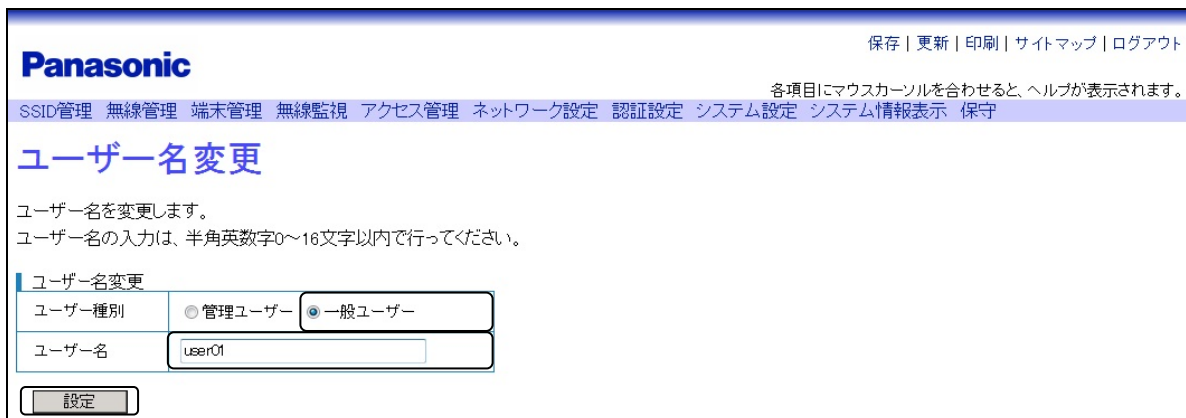 保存 | 更新 | 印刷 | サイトマップ | ログアウト
Panasonic
各項目にマウスカーソルを合わせると、ヘルプが表示されます。
SSID管理 無線管理 端末管理 無線監視 アクセス管理 ネットワーク設定 認証設定 システム設定 システム情報表示 保守
ユーザー名変更
ユーザー名を変更します。
ユーザー名の入力は、半角英数字0～16文字以内で行ってください。
ユーザー名変更
ユーザー種別 管理ユーザー 一般ユーザー
ユーザー名 user01
設定